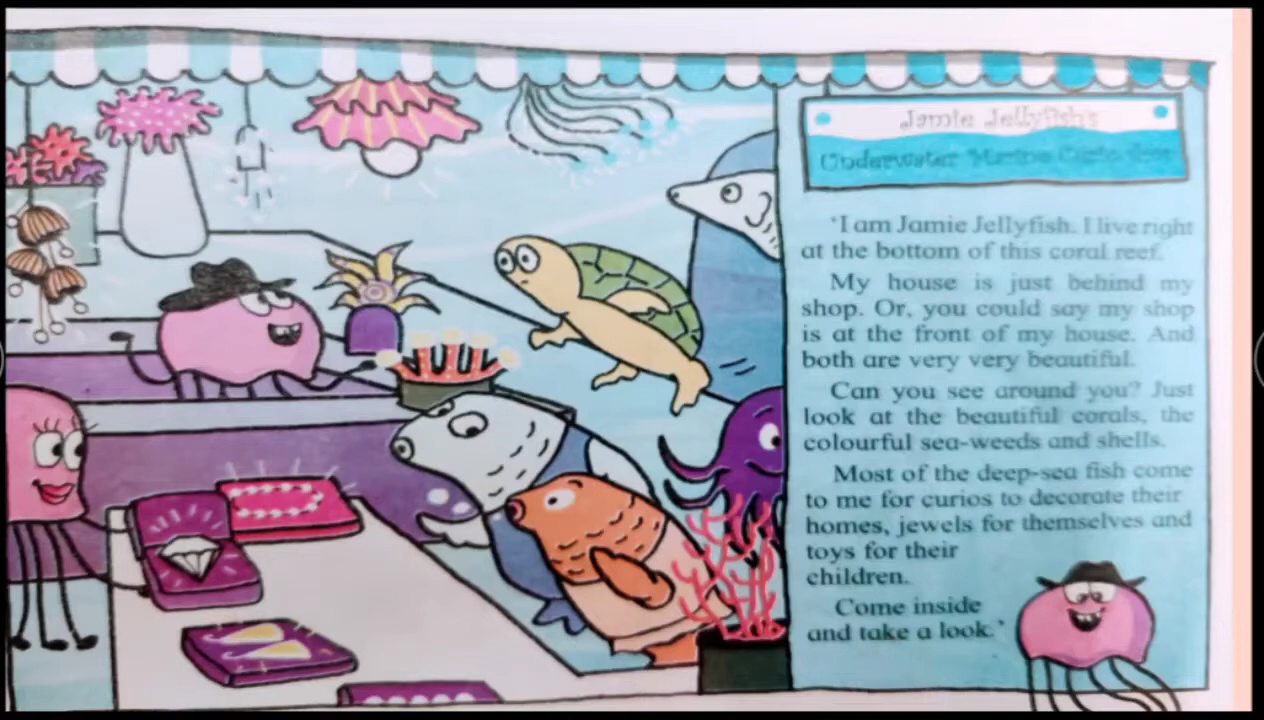 Jamie Jellyfish's
Underwater Marine Curio
'I am Jamie Jellyfish. I live right
at the bottom of this coral reef.
My house is just behind my
shop. Or, you could say my shop
is at the front of my house. And
both are very very beautiful.
Can you see around you? Just
look at the beautiful corals, the
colourful sea-weeds and shells.
Most of the deep-sea fish come
to me for curios to decorate their
homes, jewels for themselves and
toys for their
children.
Come inside
and take a look.'